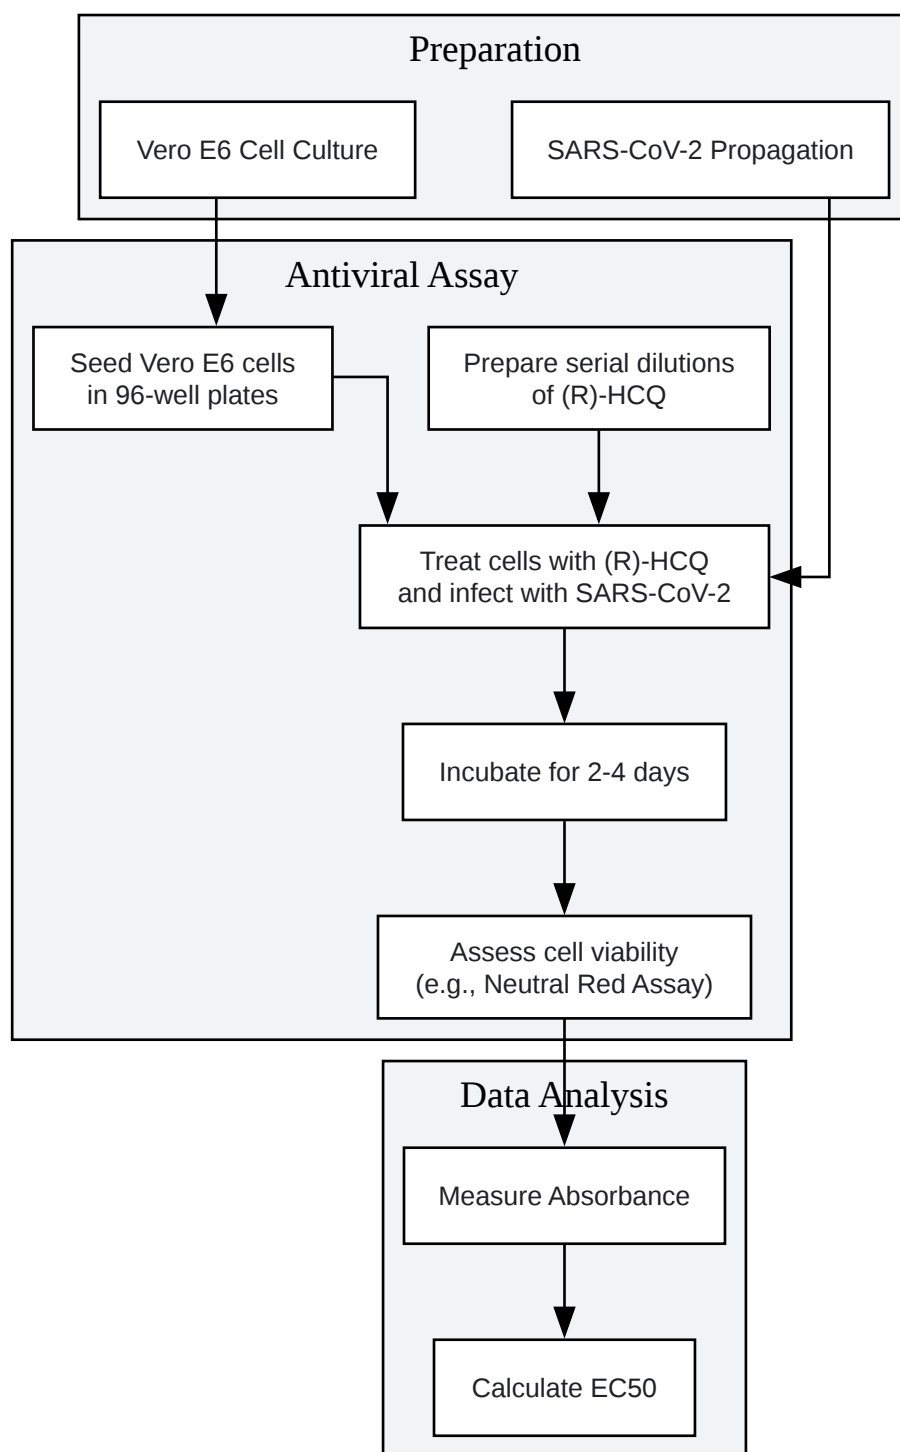 Preparation
Vero E6 Cell Culture
SARS-CoV-2 Propagation
Antiviral Assay
Seed Vero E6 cells
in 96-well plates
Prepare serial dilutions
of (R)-HCQ
Treat cells with (R)-HCQ
and infect with SARS-CoV-2
Incubate for 2-4 days
Assess cell viability
(e.g., Neutral Red Assay)
Data Analysis
Measure Absorbance
Calculate EC50